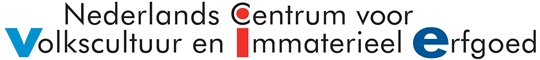 Nederlands Centrum voor
Volkscultuur en Immaterieel erfgoed